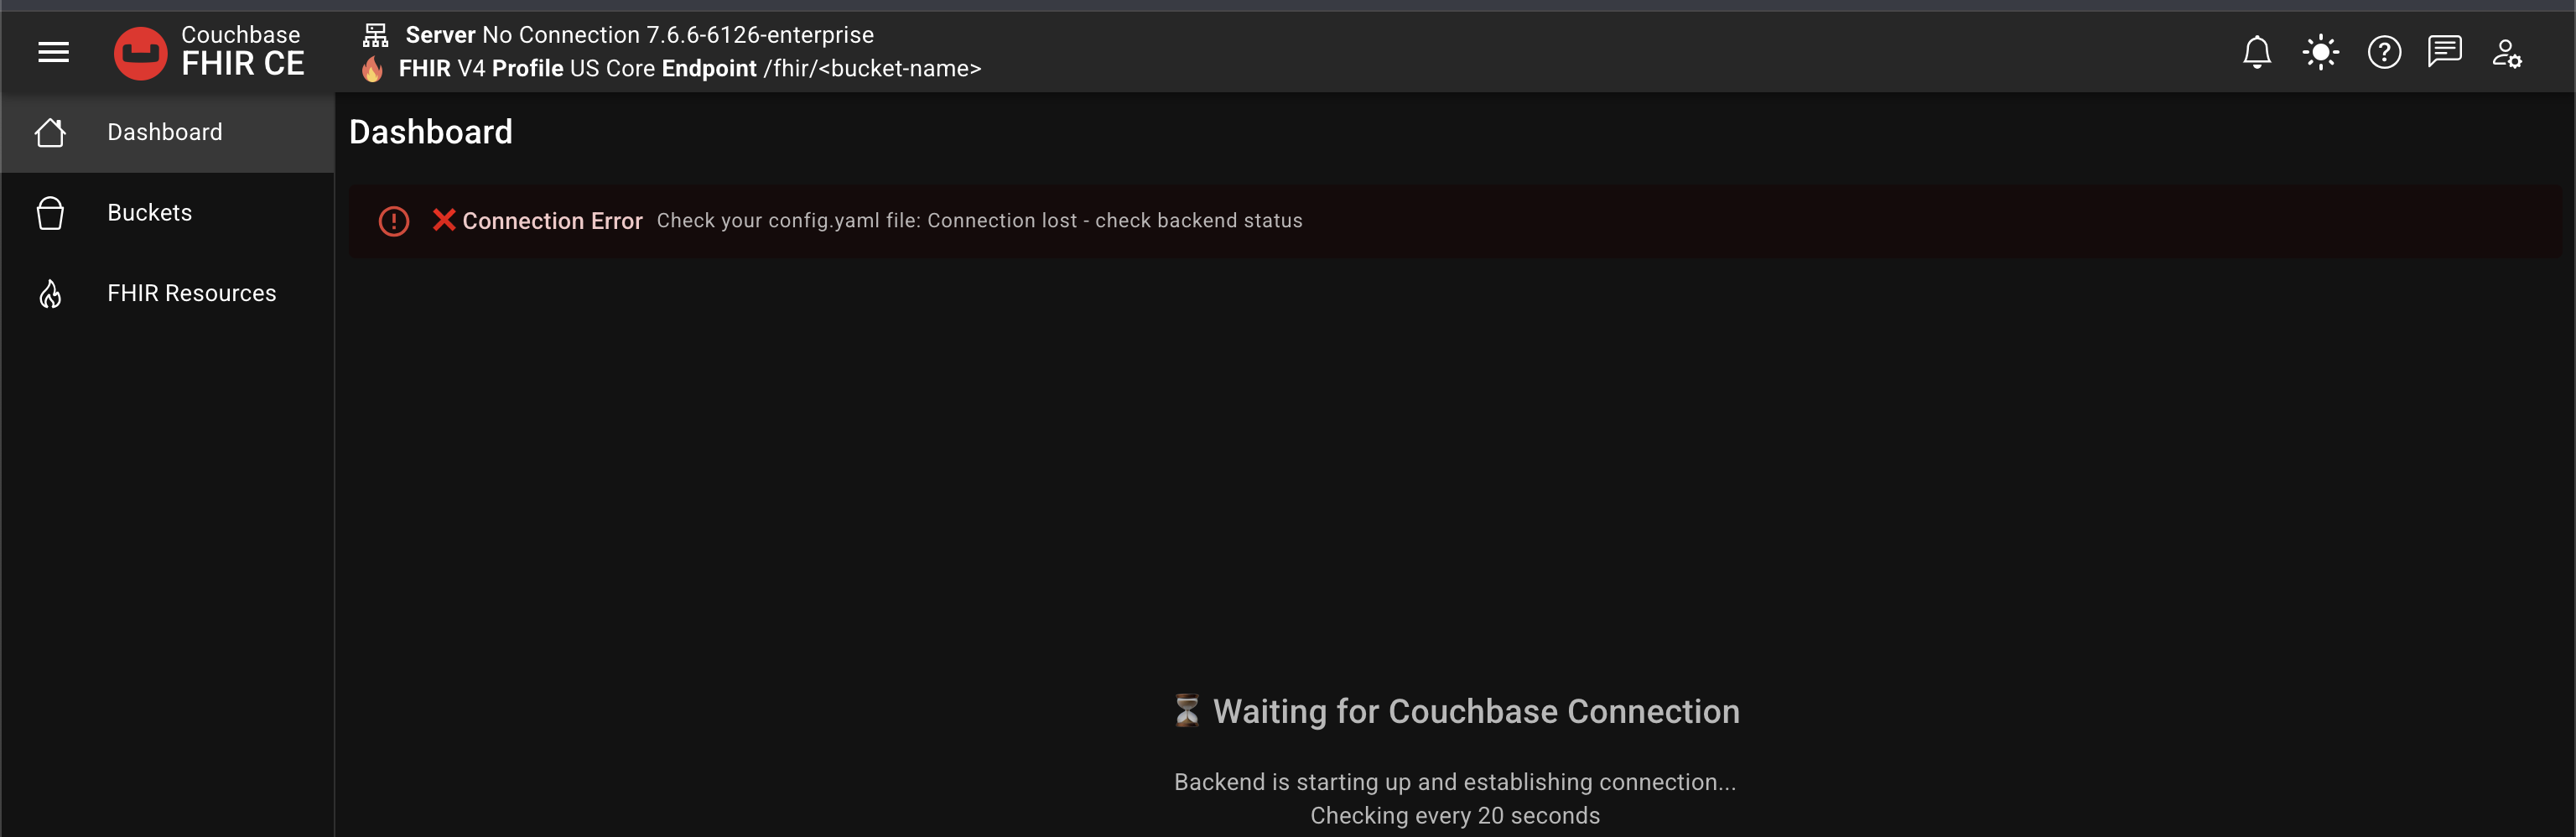 Couchbase
FHIR CE
Server No Connection 7.6.6-6126-enterprise
FHIR V4 Profile US Core Endpoint /fhir/<bucket-name>
Dashboard
Buckets
FHIR Resources
Dashboard
Connection Error Check your config.yaml file: Connection lost - check backend status
Waiting for Couchbase Connection
Backend is starting up and establishing connection...
Checking every 20 seconds